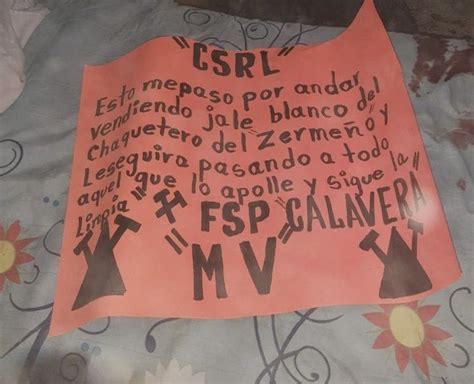 "CSRL"
Esto mepaso por andar
vendiendo jale blanco del
Chaquetero del Zermeño y
Leseguira pasando a todo
aquel que lo apolle y sigue la
Linpia " FSP " CALAVERA "
" MV "